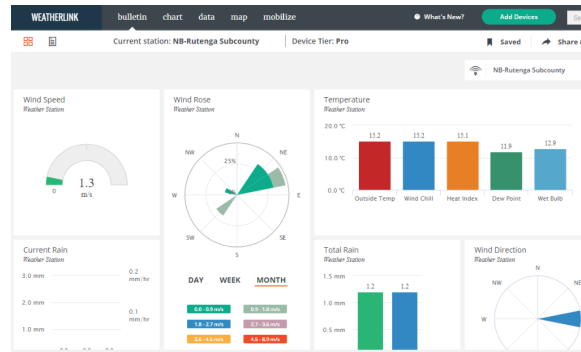 WEATHERLINK bulletin chart data map mobilize What's New? Add Devices
Current station: NB-Rutenga Subcounty Device Tier: Pro Saved Share
NB-Rutenga Subcounty
Wind Speed
Weather Station
0
1.3
m/s
Wind Rose
Weather Station
N
NW NE
25%
W E
SW SE
S
DAY WEEK MONTH
0.0 - 0.9 m/s 0.9 - 1.8 m/s
1.8 - 2.7 m/s 2.7 - 3.6 m/s
3.6 - 4.5 m/s 4.5 - 8.9 m/s
Temperature
Weather Station
20.0 °C
15.2 15.2 15.1 11.9 12.9
10.0 °C
0.0 °C
Outside Temp Wind Chill Heat Index Dew Point Wet Bulb
Current Rain
Weather Station
3.0 mm 0.2
mm/hr
2.0 mm
0.1
mm/hr
1.0 mm
Total Rain
Weather Station
1.5 mm
1.2 1.2
1.0 mm
0.5 mm
Wind Direction
Weather Station
N
NW NE
W